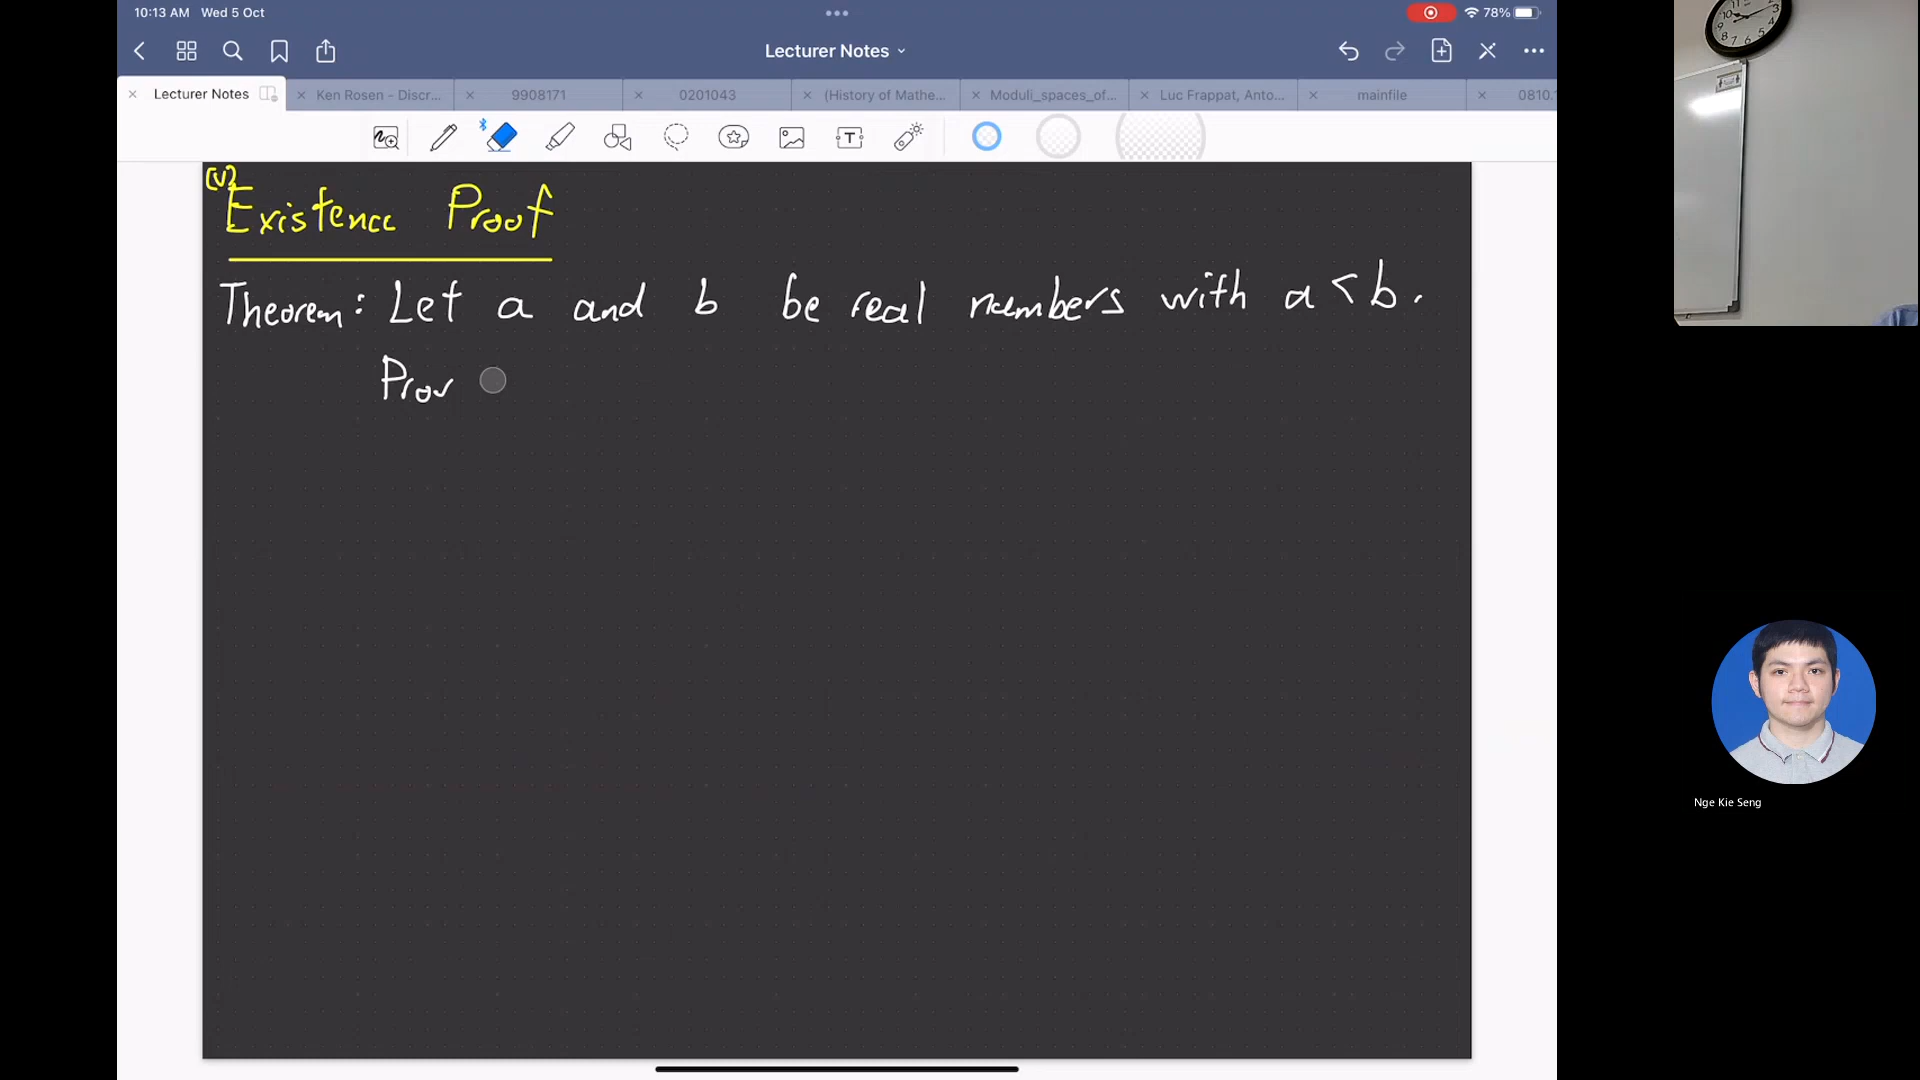 10:13 AM Wed 5 Oct
78%
Lecturer Notes
Lecturer Notes
Ken Rosen - Discr...
9908171
0201043
(History of Mathe...
Moduli_spaces_of...
Luc Frappat, Anto...
mainfile
0810.
(v)
Existence Proof
Theorem: Let a and b be real numbers with a < b.
Prov
Nge Kie Seng